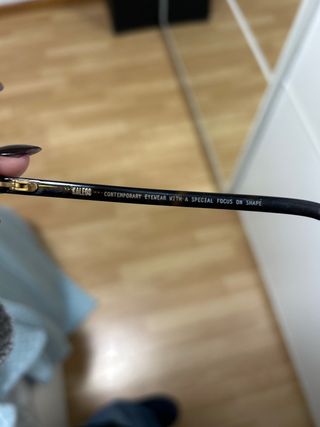 KALEOS --- CONTEMPORARY EYEWEAR WITH A SPECIAL FOCUS ON SHAPE